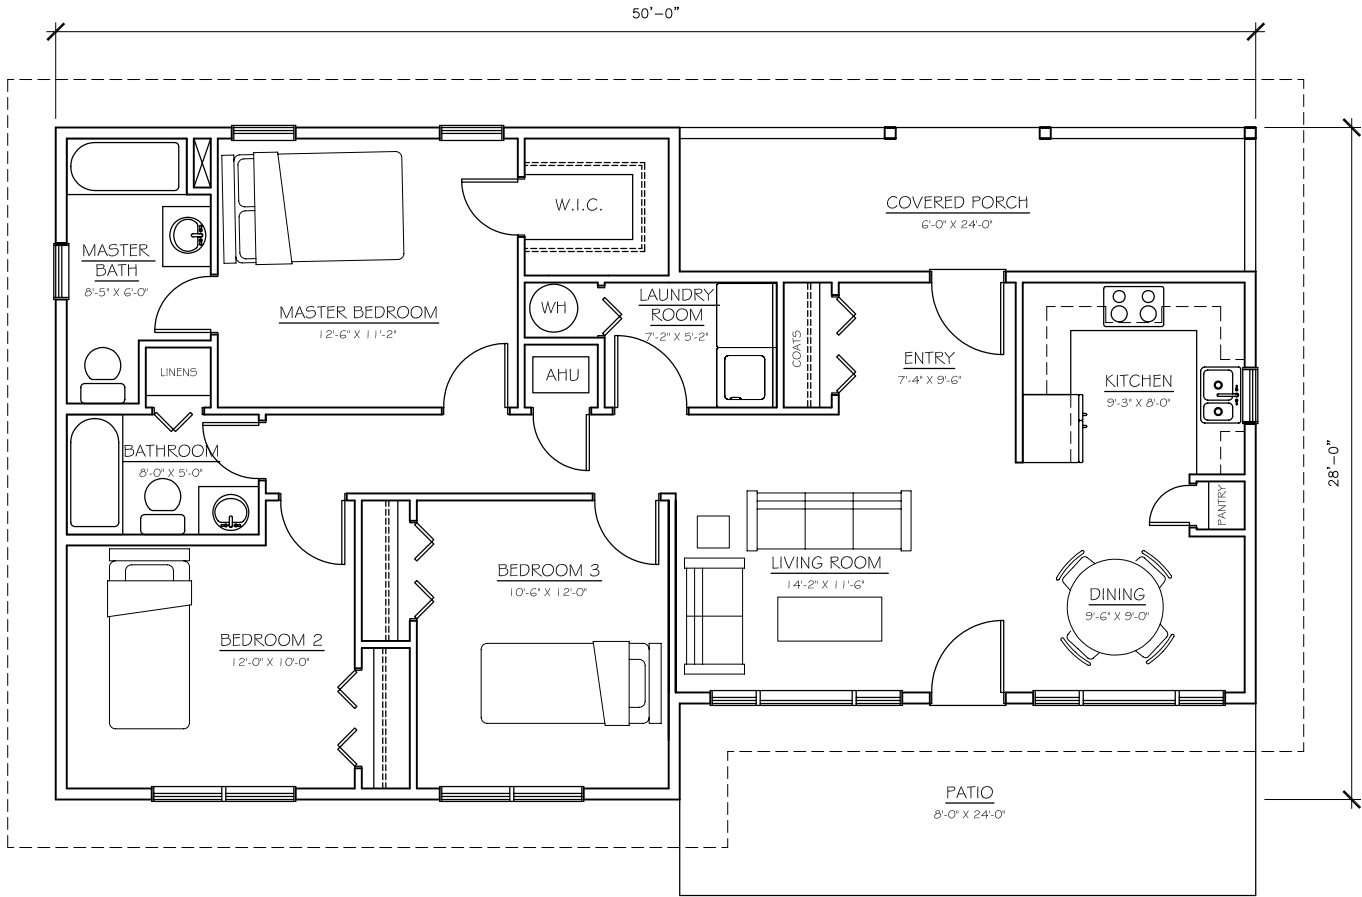 50'-0"
COVERED PORCH
6'-0" X 24'-0"
W.I.C.
MASTER
BATH
8'-5" X 6'-0"
MASTER BEDROOM
12'-6" X 11'-2"
WH
LAUNDRY
ROOM
7'-2" X 5'-2"
COATS
ENTRY
7'-4" X 9'-6"
KITCHEN
9'-3" X 8'-0"
LINENS
AHU
28'-0"
BATHROOM
8'-0" X 5'-0"
PANTRY
LIVING ROOM
14'-2" X 11'-6"
BEDROOM 3
10'-6" X 12'-0"
DINING
9'-6" X 9'-0"
BEDROOM 2
12'-0" X 10'-0"
PATIO
8'-0" X 24'-0"